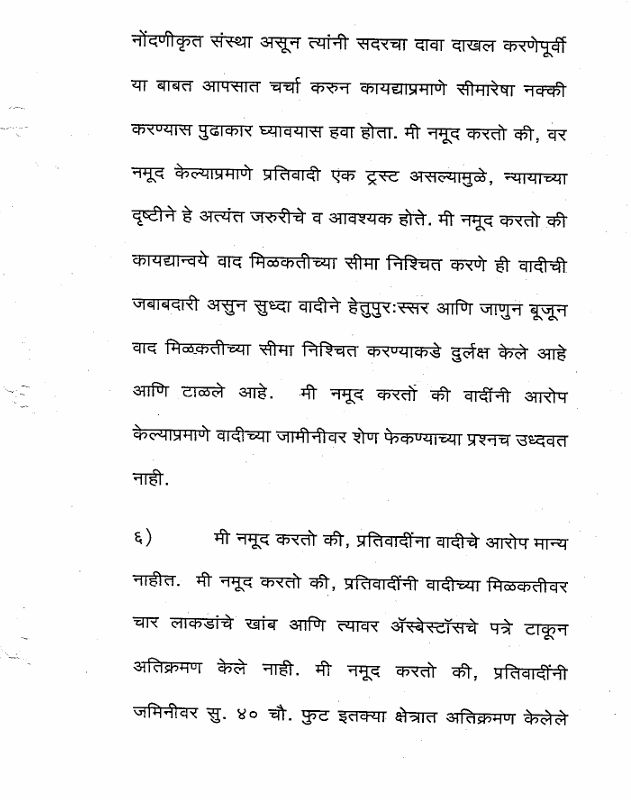 नोंदणीकृत संस्था असून त्यांनी सदरचा दावा दाखल करणेपूर्वी
या बाबत आपसात चर्चा करुन कायद्याप्रमाणे सीमारेषा नक्की
करण्यास पुढाकार घ्यावयास हवा होता. मी नमूद करतो की, वर
नमूद केल्याप्रमाणे प्रतिवादी एक ट्रस्ट असल्यामुळे, न्यायाच्या
दृष्टीने हे अत्यंत जरुरीचे व आवश्यक होते. मी नमूद करतो की
कायद्यान्वये वाद मिळकतीच्या सीमा निश्चित करणे ही वादीची
जबाबदारी असुन सुध्दा वादीने हेतुपुरःस्सर आणि जाणुन बूजून
वाद मिळकतीच्या सीमा निश्चित करण्याकडे दुर्लक्ष केले आहे
आणि टाळले आहे. मी नमूद करतो की वादींनी आरोप
केल्याप्रमाणे वादीच्या जामीनीवर शेण फेकण्याच्या प्रश्नच उध्दवत
नाही.
६) मी नमूद करतो की, प्रतिवादींना वादीचे आरोप मान्य
नाहीत. मी नमूद करतो की, प्रतिवादींनी वादीच्या मिळकतीवर
चार लाकडांचे खांब आणि त्यावर ॲस्बेस्टॉसचे पत्रे टाकून
अतिक्रमण केले नाही. मी नमूद करतो की, प्रतिवादींनी
जमिनीवर सु. ४० चौ. फुट इतक्या क्षेत्रात अतिक्रमण केलेले